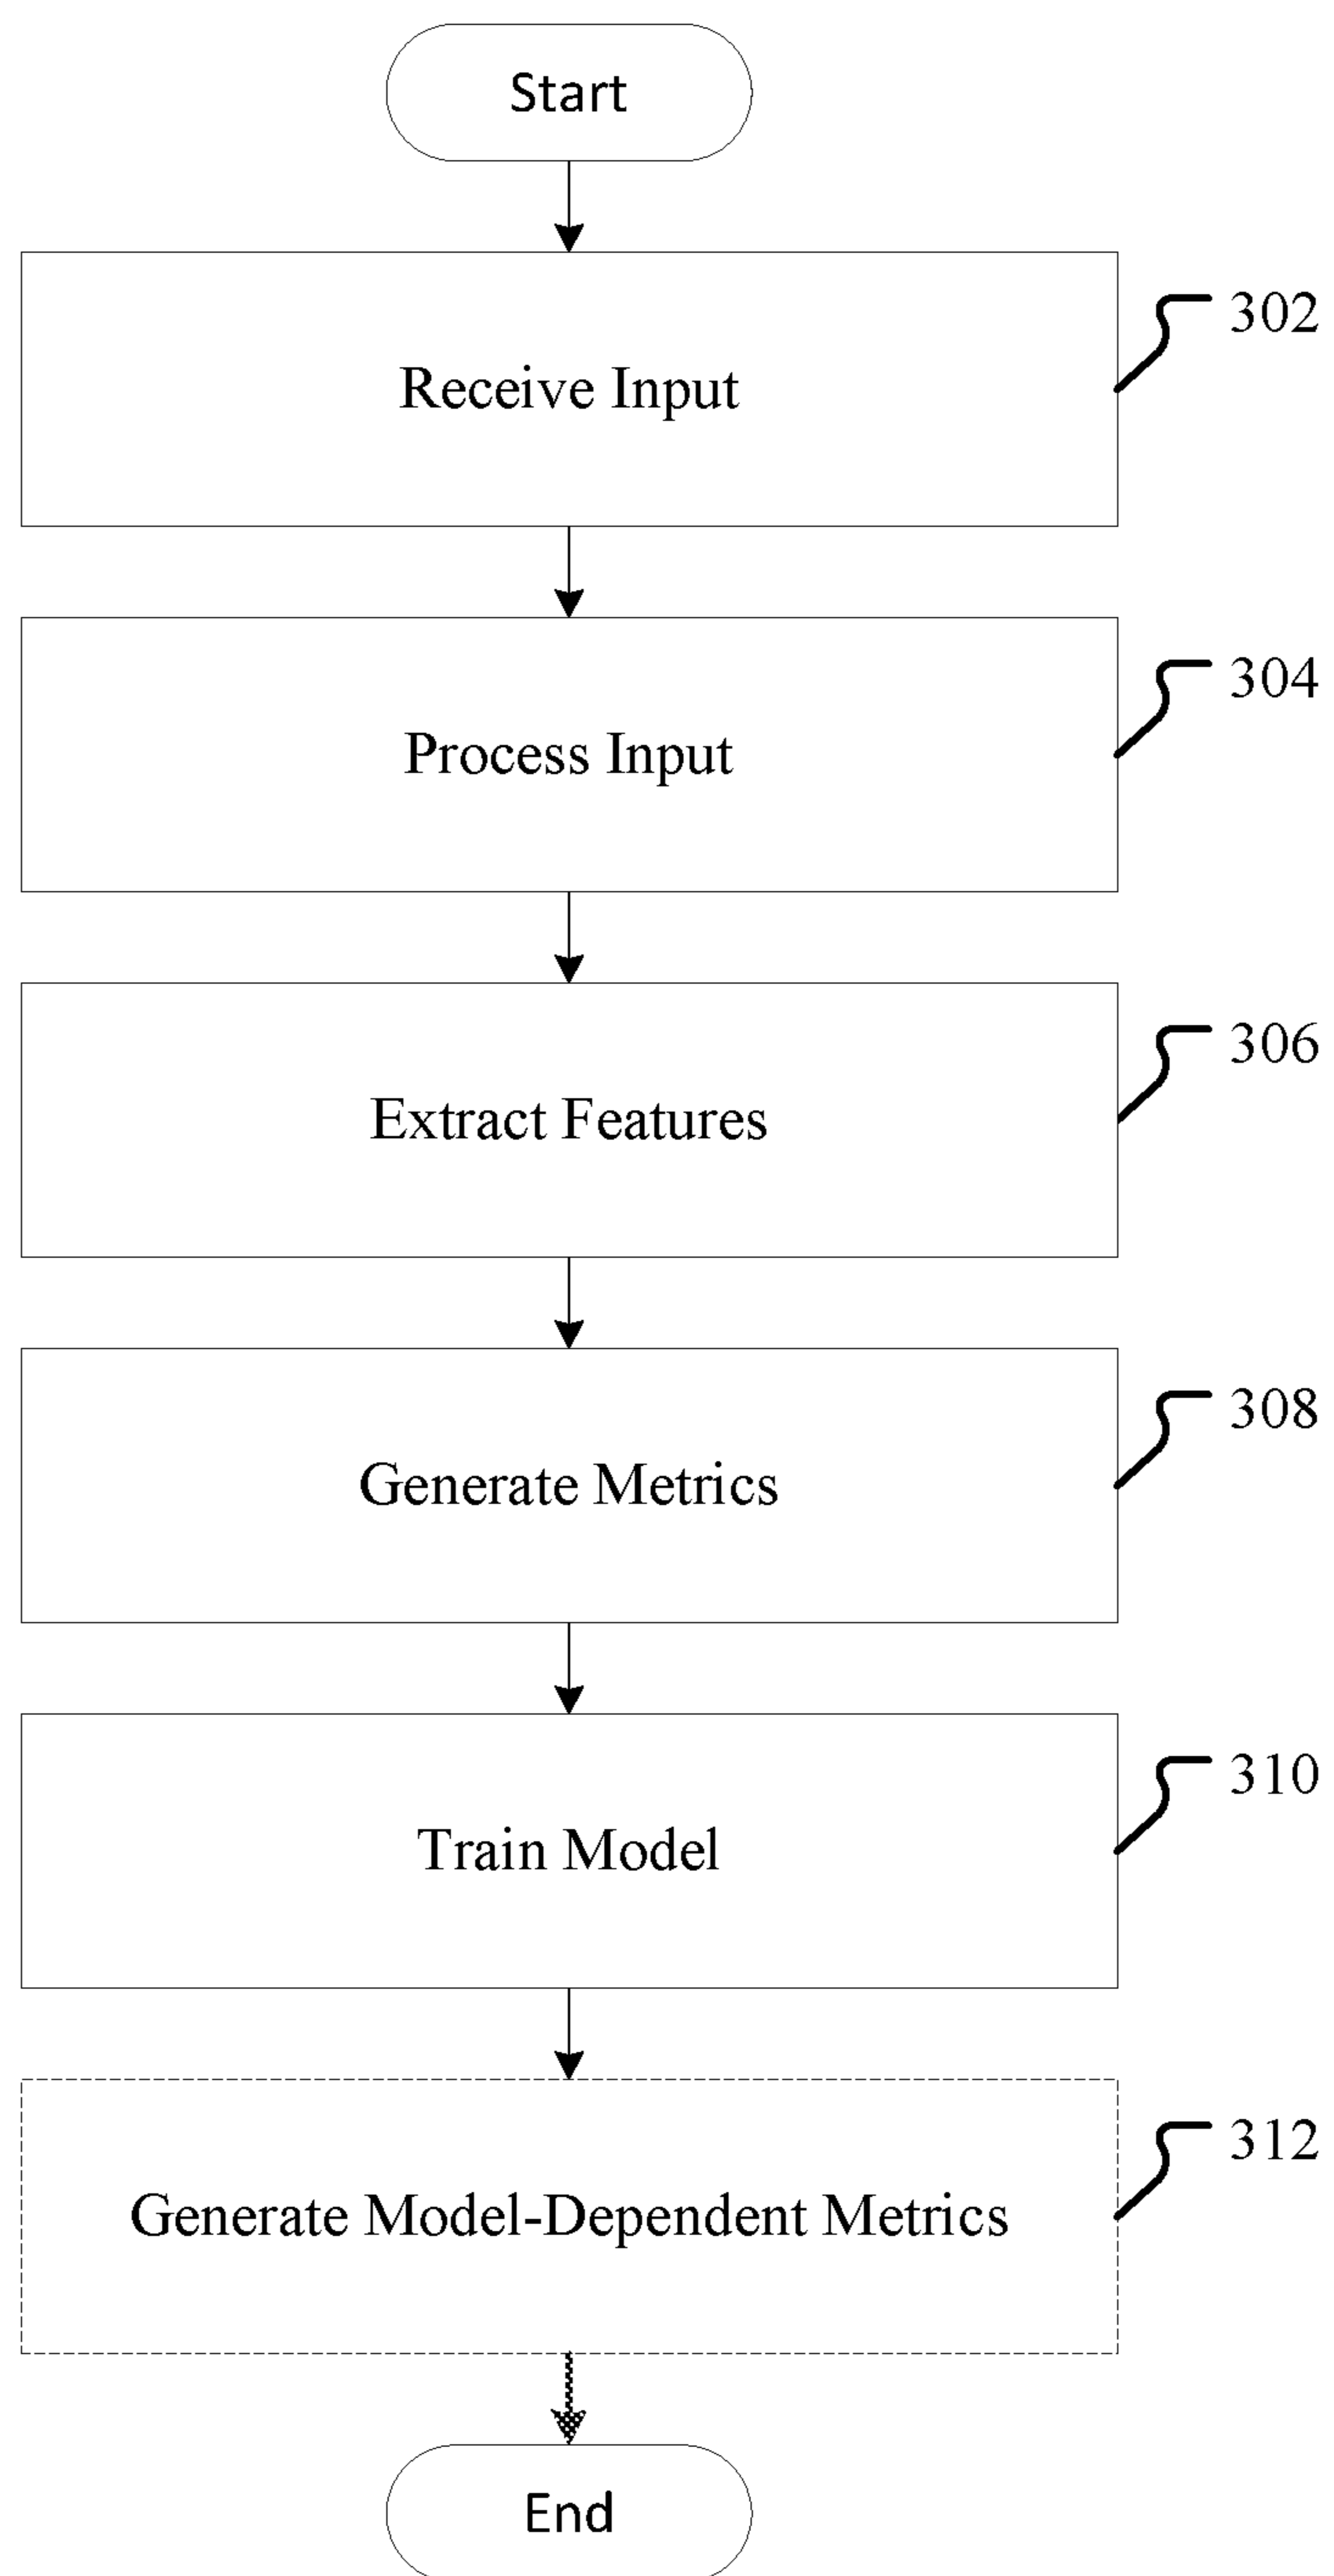 Start
302
Receive Input
304
Process Input
306
Extract Features
308
Generate Metrics
310
Train Model
312
Generate Model-Dependent Metrics
End